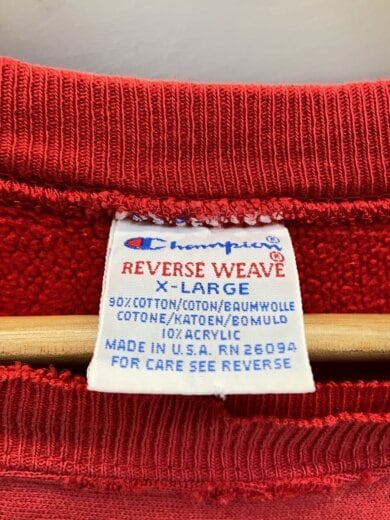 Champion®
REVERSE WEAVE®
X-LARGE
90% COTTON/COTON/BAUMWOLLE
COTONE/KATOEN/BOMULD
10% ACRYLIC
MADE IN U.S.A. RN 26094
FOR CARE SEE REVERSE